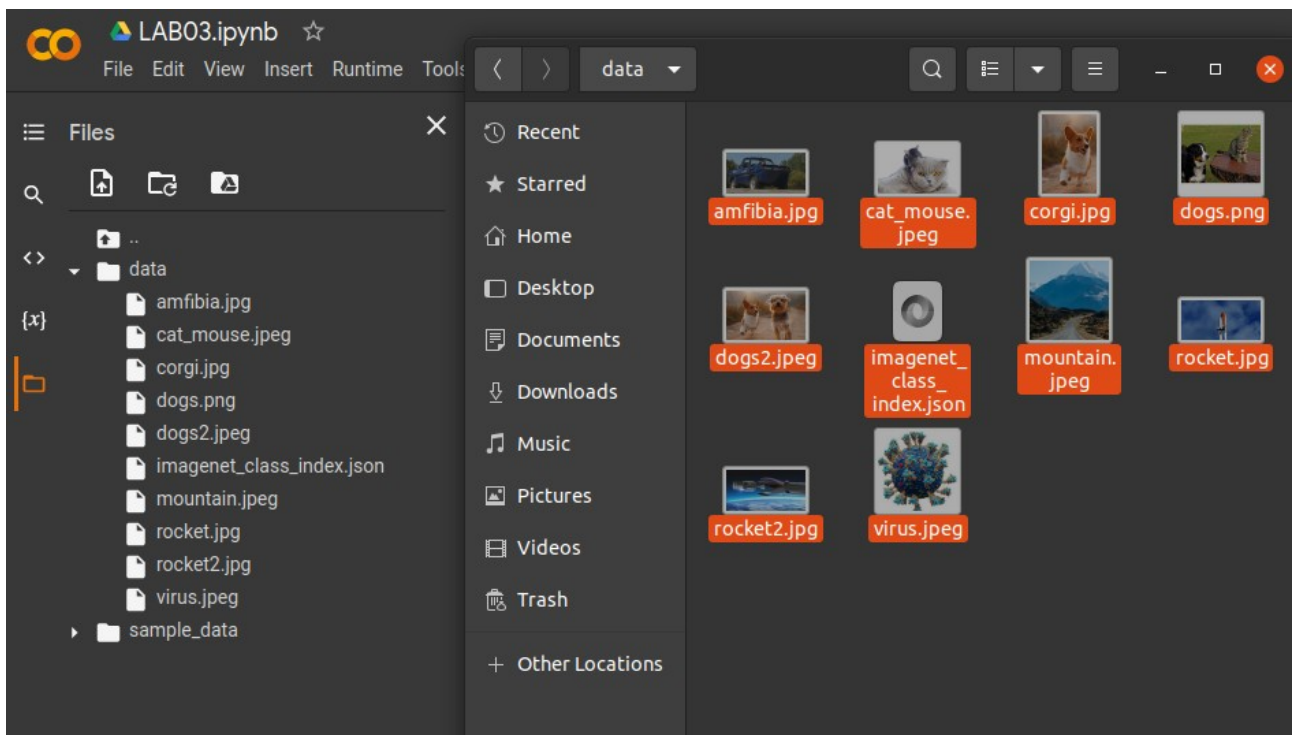 LAB03.ipynb
File Edit View Insert Runtime Tools
Files
..
data
amfibia.jpg
cat_mouse.jpeg
corgi.jpg
dogs.png
dogs2.jpeg
imagenet_class_index.json
mountain.jpeg
rocket.jpg
rocket2.jpg
virus.jpeg
sample_data
{x}
data
Recent
Starred
Home
Desktop
Documents
Downloads
Music
Pictures
Videos
Trash
+ Other Locations
amfibia.jpg
cat_mouse.
jpeg
corgi.jpg
dogs.png
dogs2.jpeg
imagenet_
class_
index.json
mountain.
jpeg
rocket.jpg
rocket2.jpg
virus.jpeg